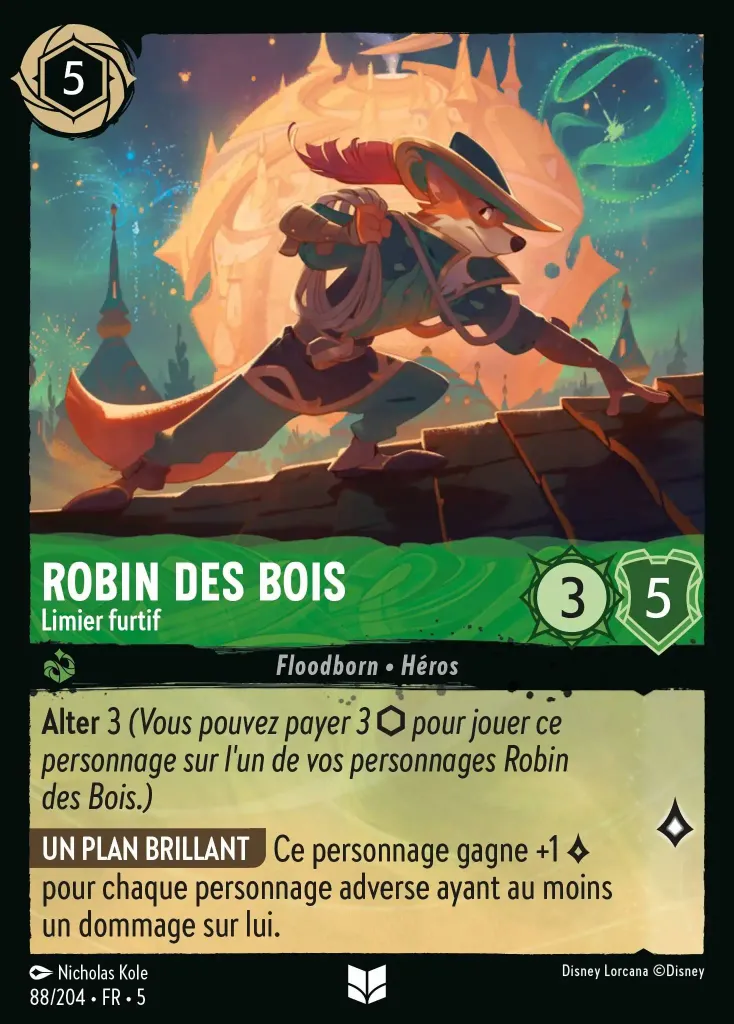 5
ROBIN DES BOIS
Limier furtif
3
5
Floodborn • Héros
Alter 3 (Vous pouvez payer 3 ⬡ pour jouer ce
personnage sur l'un de vos personnages Robin
des Bois.)
UN PLAN BRILLANT Ce personnage gagne +1
pour chaque personnage adverse ayant au moins
un dommage sur lui.
Nicholas Kole
Disney Lorcana ©Disney
88/204 • FR • 5